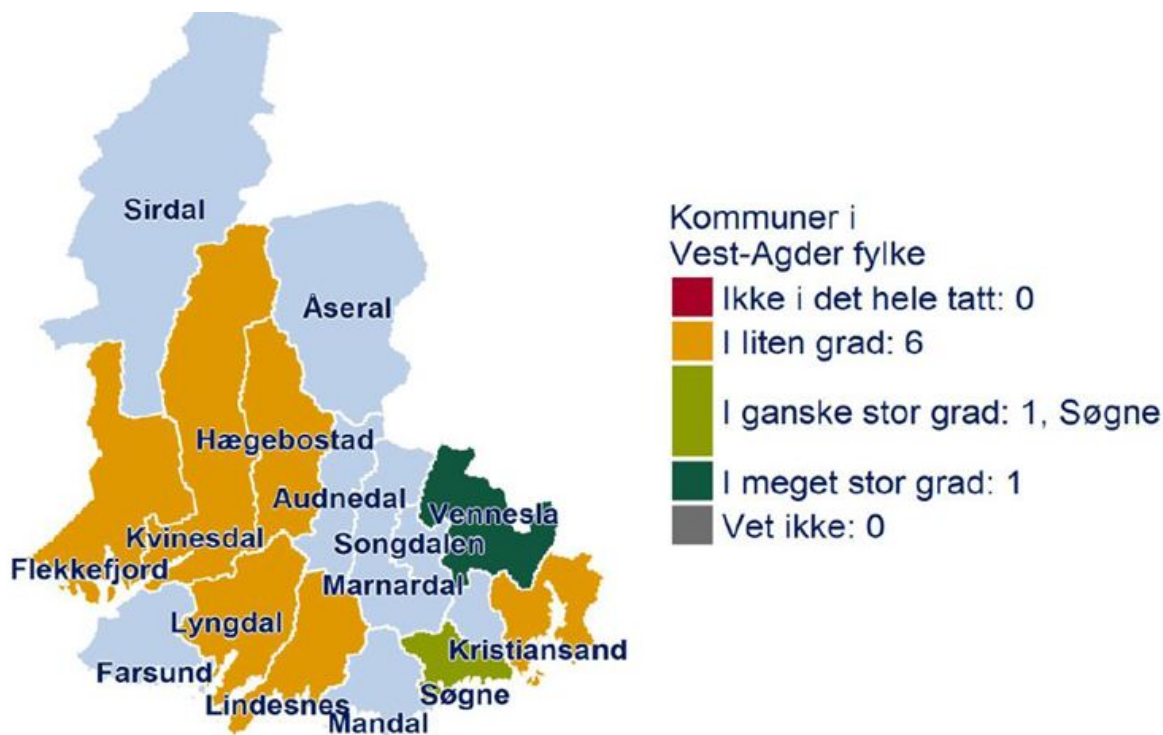 Sirdal
Åseral
Hægebostad
Audnedal
Vennesla
Kvinesdal
Songdalen
Flekkefjord
Marnardal
Lyngdal
Kristiansand
Farsund
Lindesnes
Søgne
Mandal
Kommuner i
Vest-Agder fylke
Ikke i det hele tatt: 0
I liten grad: 6
I ganske stor grad: 1, Søgne
I meget stor grad: 1
Vet ikke: 0